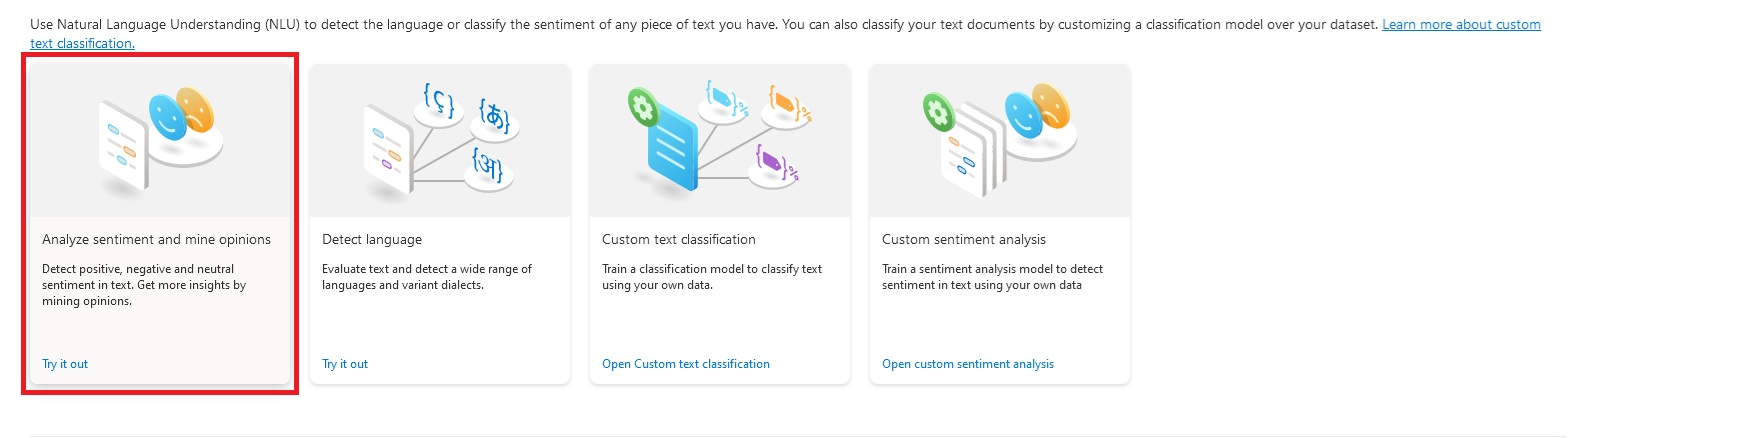 Use Natural Language Understanding (NLU) to detect the language or classify the sentiment of any piece of text you have. You can also classify your text documents by customizing a classification model over your dataset. Learn more about custom
text classification.
{ç}
{あ}
{अ}
%
%
%
Analyze sentiment and mine opinions
Detect positive, negative and neutral
sentiment in text. Get more insights by
mining opinions.
Try it out
Detect language
Evaluate text and detect a wide range of
languages and variant dialects.
Try it out
Custom text classification
Train a classification model to classify text
using your own data.
Open Custom text classification
Custom sentiment analysis
Train a sentiment analysis model to detect
sentiment in text using your own data
Open custom sentiment analysis